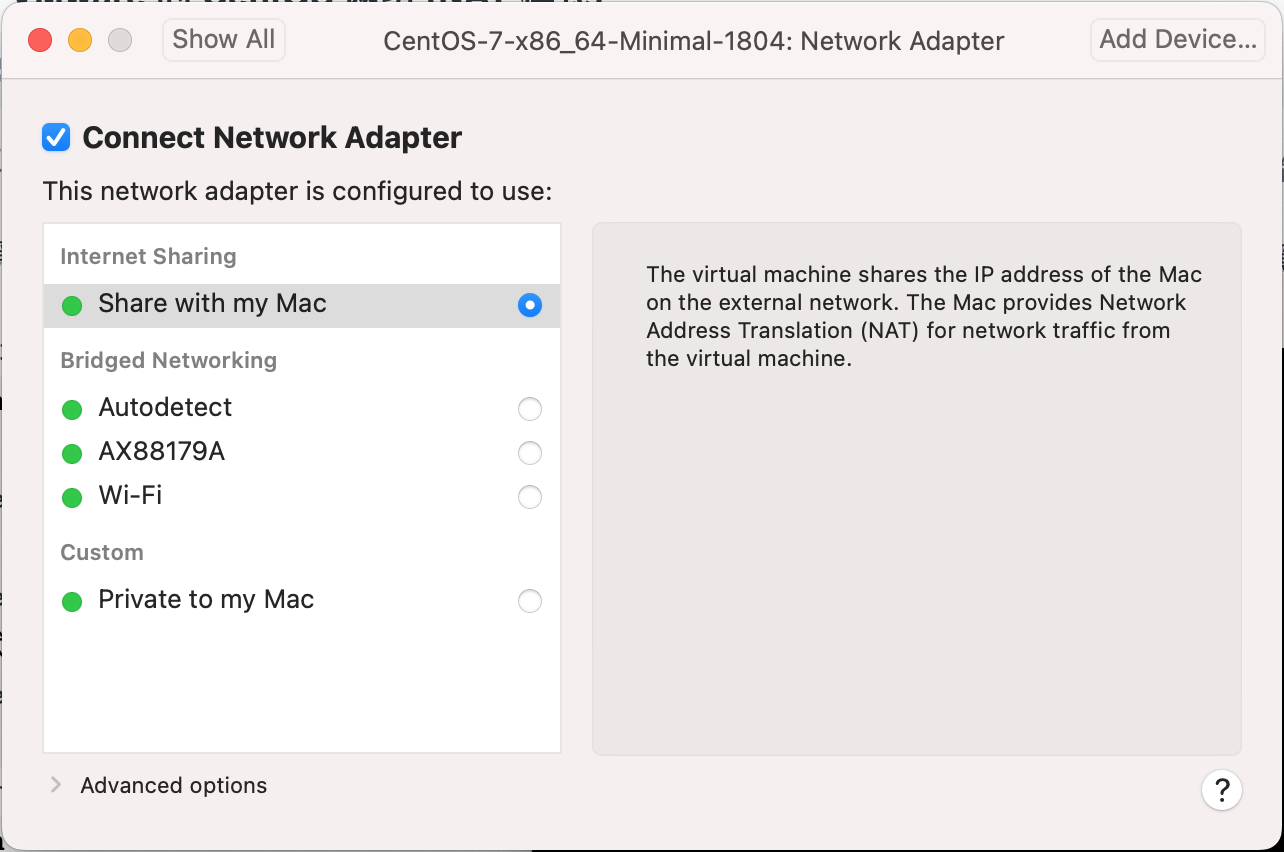 Show All
CentOS-7-x86_64-Minimal-1804: Network Adapter
Add Device...
Connect Network Adapter
This network adapter is configured to use:
Internet Sharing
Share with my Mac
Bridged Networking
Autodetect
AX88179A
Wi-Fi
Custom
Private to my Mac
The virtual machine shares the IP address of the Mac
on the external network. The Mac provides Network
Address Translation (NAT) for network traffic from
the virtual machine.
Advanced options
?